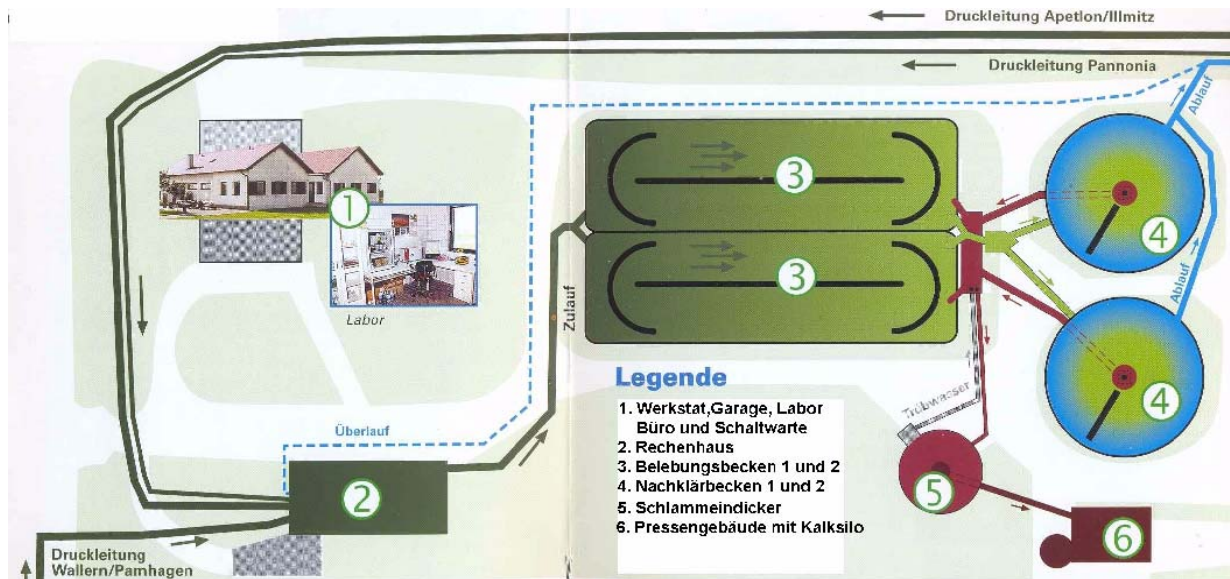 Druckleitung Apetlon/Illmitz
Druckleitung Pannonia
Ablauf
Ablauf
1
Labor
3
3
4
4
Zulauf
Überlauf
2
Legende
1. Werkstat,Garage, Labor
Büro und Schaltwarte
2. Rechenhaus
3. Belebungsbecken 1 und 2
4. Nachklärbecken 1 und 2
5. Schlammeindicker
6. Pressengebäude mit Kalksilo
Trübwasser
5
6
Druckleitung
Wallern/Pamhagen